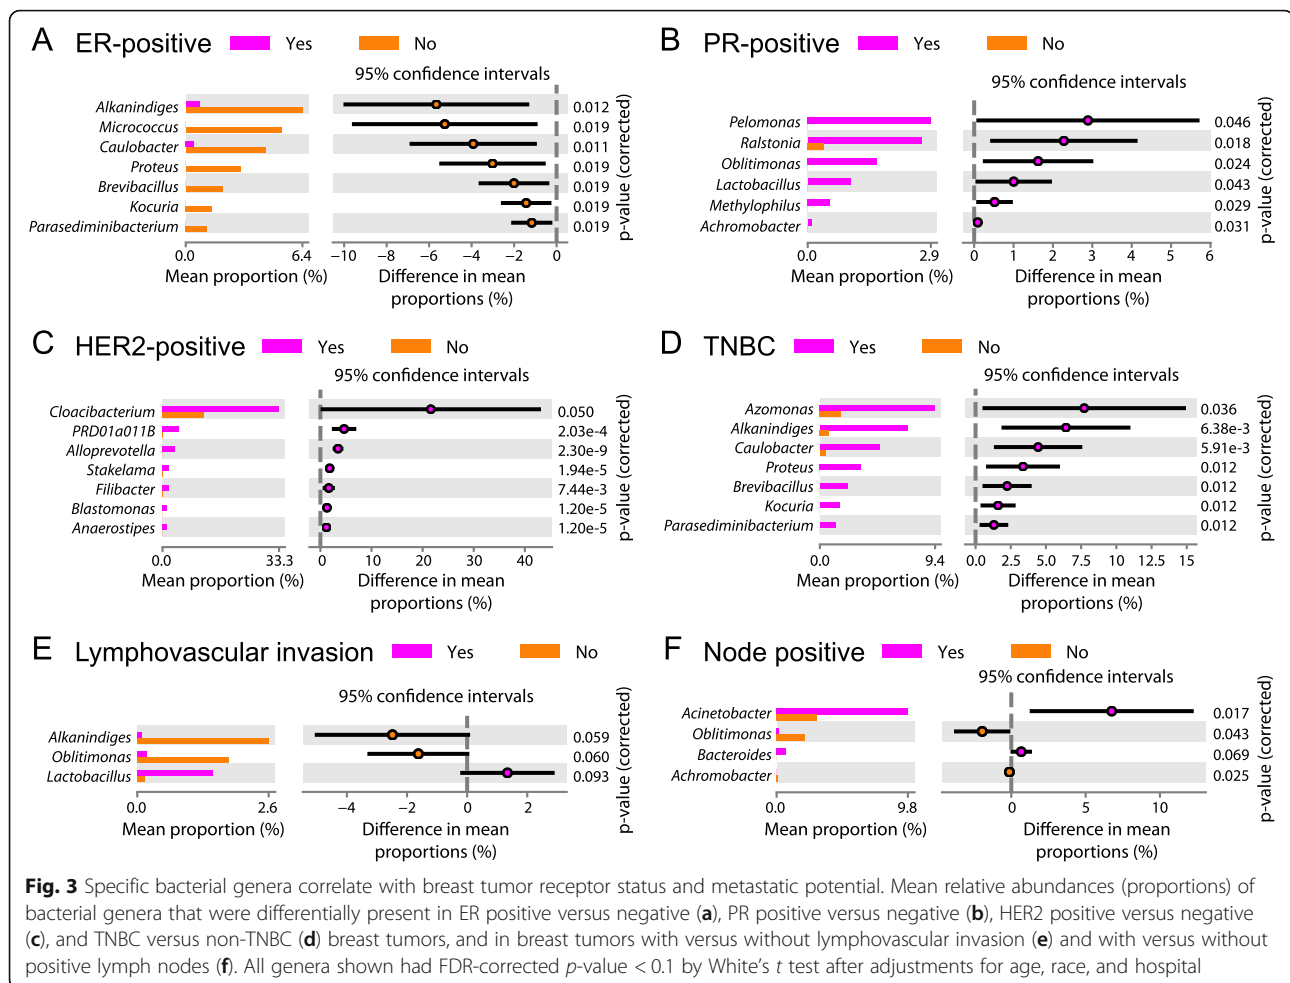 A ER-positive Yes No
95% confidence intervals
Alkanindiges 0.012
Micrococcus 0.019
Caulobacter 0.011
Proteus 0.019
Brevibacillus 0.019
Kocuria 0.019
Parasediminibacterium 0.019
p-value (corrected)
0.0 6.4 −10 −8 −6 −4 −2 0
Mean proportion (%) Difference in mean
proportions (%)
B PR-positive Yes No
95% confidence intervals
Pelomonas 0.046
Ralstonia 0.018
Oblitimonas 0.024
Lactobacillus 0.043
Methylophilus 0.029
Achromobacter 0.031
p-value (corrected)
0.0 2.9 0 1 2 3 4 5 6
Mean proportion (%) Difference in mean
proportions (%)
C HER2-positive Yes No
95% confidence intervals
Cloacibacterium 0.050
PRD01a011B 2.03e-4
Alloprevotella 2.30e-9
Stakelama 1.94e-5
Filibacter 7.44e-3
Blastomonas 1.20e-5
Anaerostipes 1.20e-5
p-value (corrected)
0.0 33.3 0 10 20 30 40
Mean proportion (%) Difference in mean
proportions (%)
D TNBC Yes No
95% confidence intervals
Azomonas 0.036
Alkanindiges 6.38e-3
Caulobacter 5.91e-3
Proteus 0.012
Brevibacillus 0.012
Kocuria 0.012
Parasediminibacterium 0.012
p-value (corrected)
0.0 9.4 0.0 2.5 5.0 7.5 10 12.5 15
Mean proportion (%) Difference in mean
proportions (%)
E Lymphovascular invasion Yes No
95% confidence intervals
Alkanindiges 0.059
Oblitimonas 0.060
Lactobacillus 0.093
p-value (corrected)
0.0 2.6 −4 −2 0 2
Mean proportion (%) Difference in mean
proportions (%)
F Node positive Yes No
95% confidence intervals
Acinetobacter 0.017
Oblitimonas 0.043
Bacteroides 0.069
Achromobacter 0.025
p-value (corrected)
0.0 9.8 0 5 10
Mean proportion (%) Difference in mean
proportions (%)
Fig. 3 Specific bacterial genera correlate with breast tumor receptor status and metastatic potential. Mean relative abundances (proportions) of
bacterial genera that were differentially present in ER positive versus negative (a), PR positive versus negative (b), HER2 positive versus negative
(c), and TNBC versus non-TNBC (d) breast tumors, and in breast tumors with versus without lymphovascular invasion (e) and with versus without
positive lymph nodes (f). All genera shown had FDR-corrected p-value < 0.1 by White's t test after adjustments for age, race, and hospital